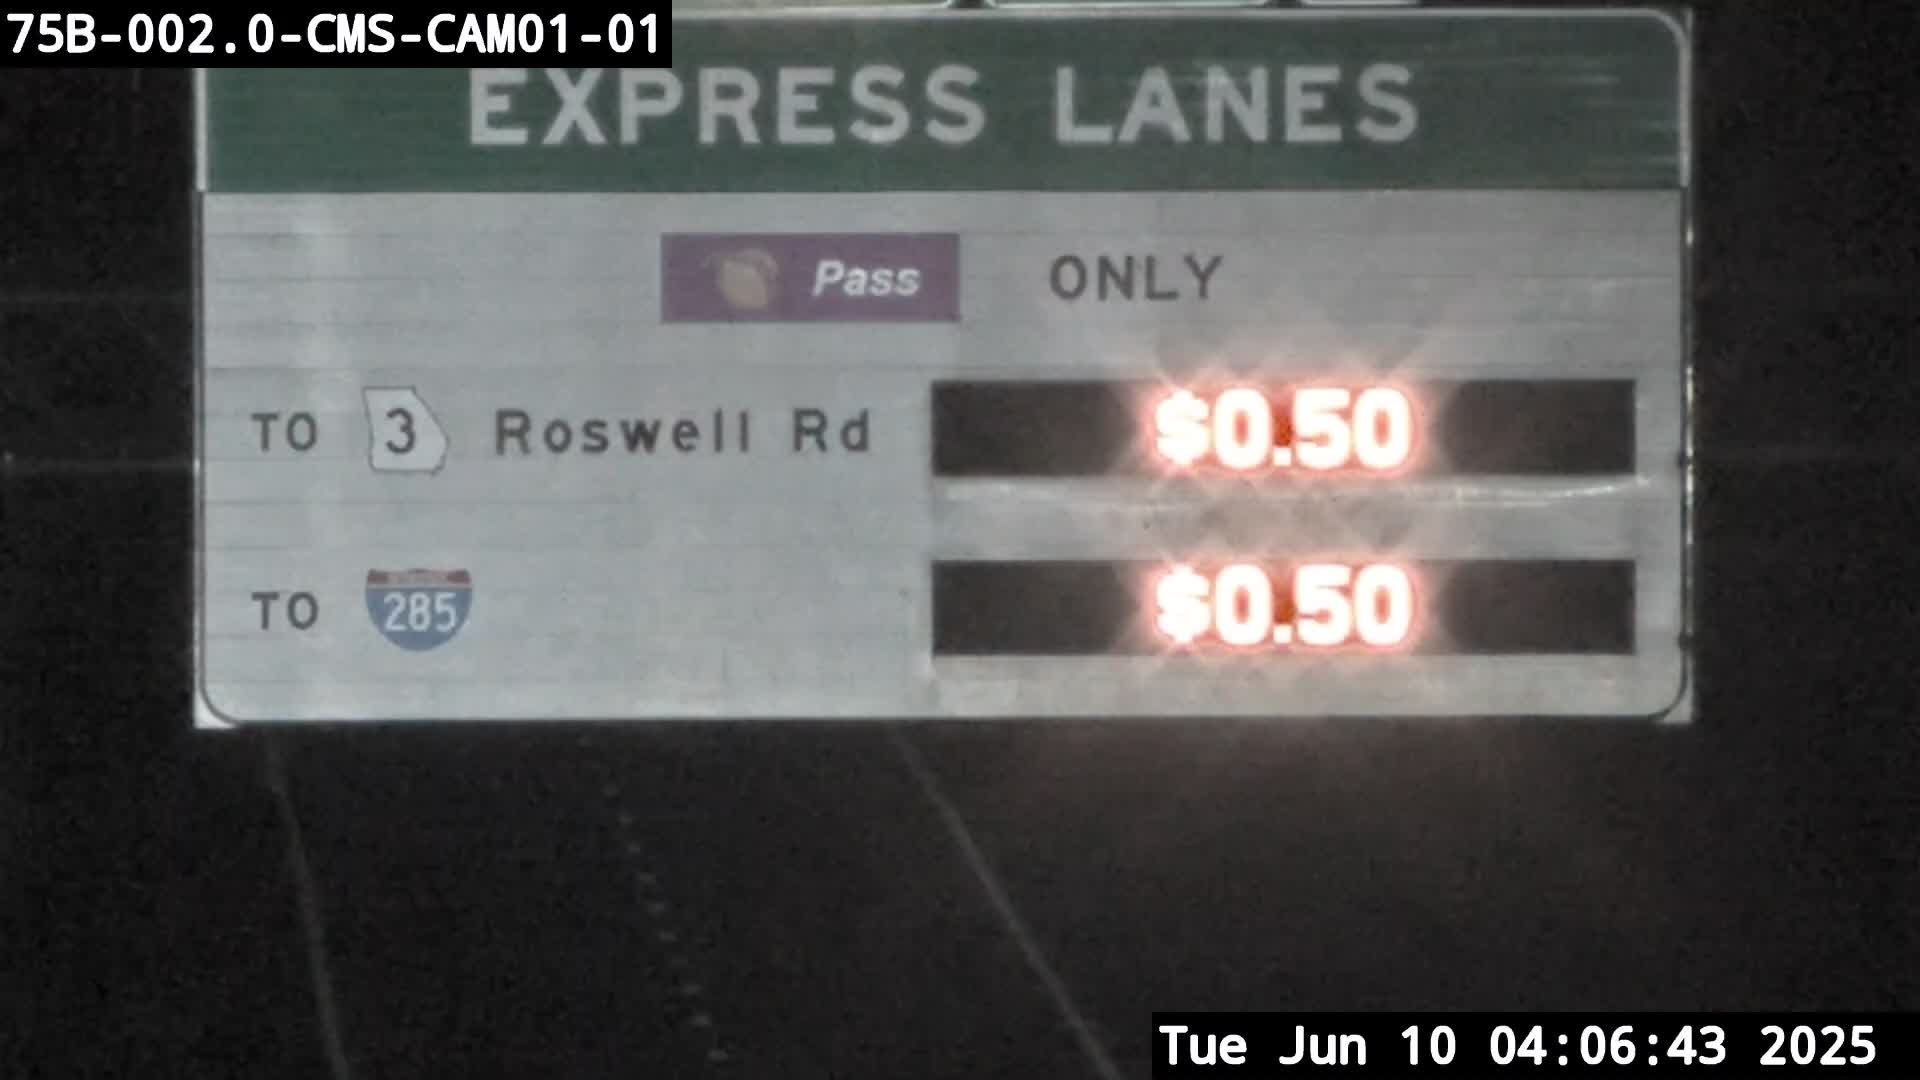 75B-002.0-CMS-CAM01-01
EXPRESS LANES
Pass ONLY
TO 3 Roswell Rd $0.50
TO 285 $0.50
Tue Jun 10 04:06:43 2025